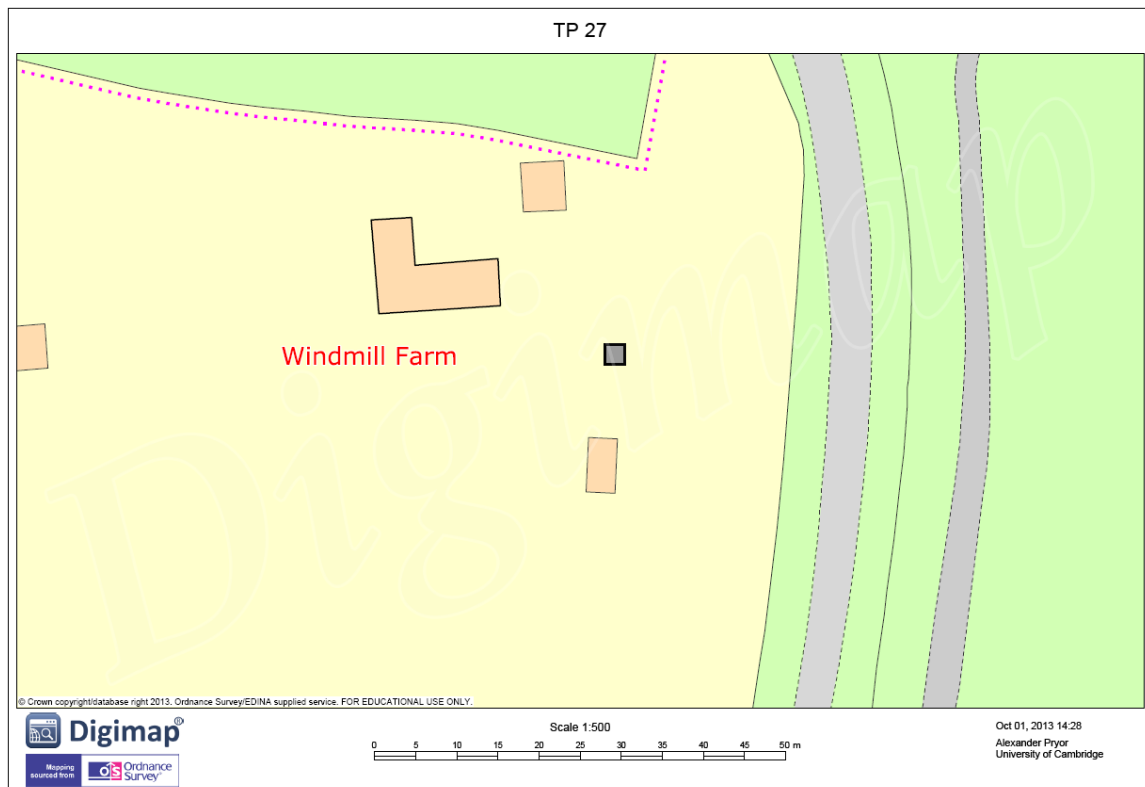 TP 27
Digimap
Windmill Farm
© Crown copyright/database right 2013. Ordnance Survey/EDINA supplied service. FOR EDUCATIONAL USE ONLY.
Digimap®
Mapping
sourced from
OS Ordnance
Survey®
Scale 1:500
0 5 10 15 20 25 30 35 40 45 50 m
Oct 01, 2013 14:28
Alexander Pryor
University of Cambridge